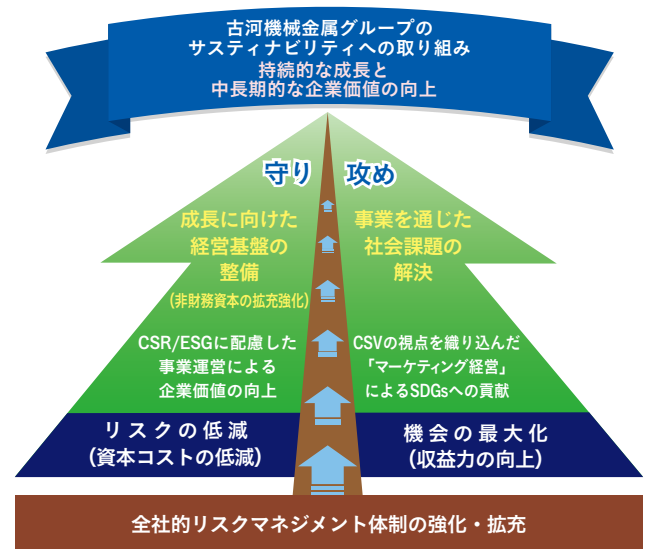 古河機械金属グループの
サスティナビリティへの取り組み
持続的な成長と
中長期的な企業価値の向上
守り
攻め
成長に向けた
経営基盤の
整備
(非財務資本の拡充強化)
事業を通じた
社会課題の
解決
CSR/ESGに配慮した
事業運営による
企業価値の向上
CSVの視点を織り込んだ
「マーケティング経営」
によるSDGsへの貢献
リスクの低減
(資本コストの低減)
機会の最大化
(収益力の向上)
全社的リスクマネジメント体制の強化・拡充